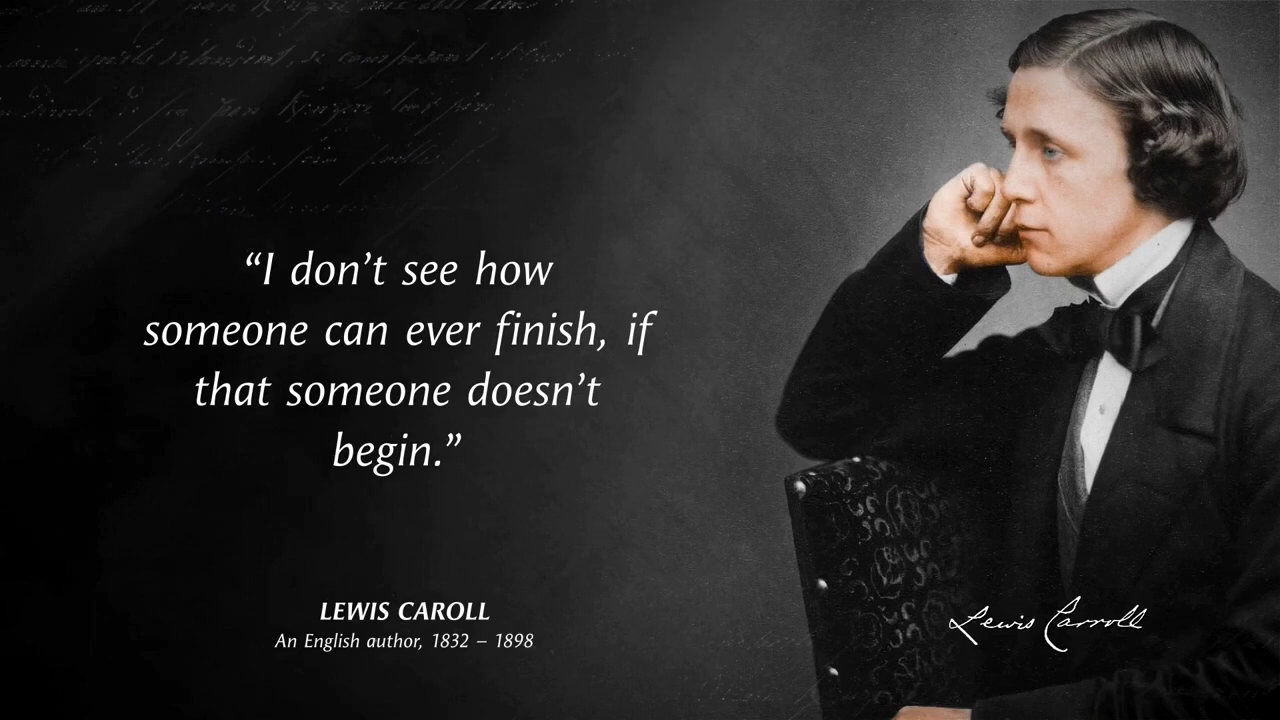 “I don’t see how
someone can ever finish, if
that someone doesn’t
begin.”
LEWIS CAROLL
An English author, 1832 – 1898
Lewis Carroll